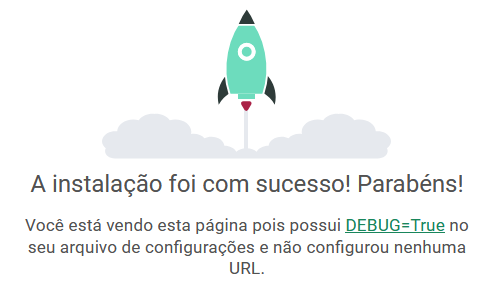 A instalação foi com sucesso! Parabéns!
Você está vendo esta página pois possui DEBUG=True no
seu arquivo de configurações e não configurou nenhuma
URL.